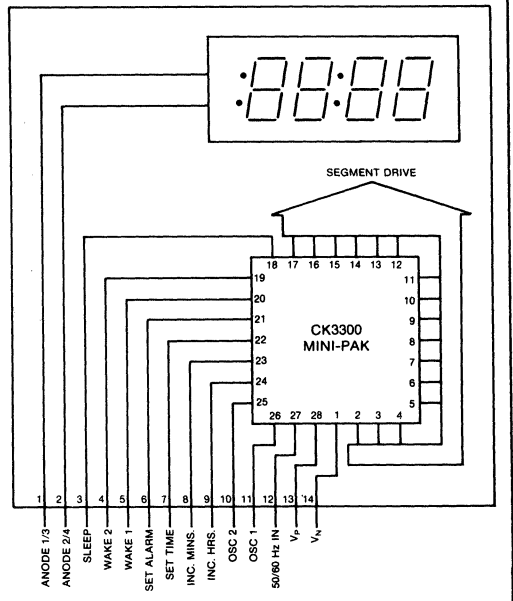 88:88
SEGMENT DRIVE
18 17 16 15 14 13 12
19
20
21
22
23
24
25
11
10
9
8
7
6
5
CK3300
MINI-PAK
26 27 28 1 2 3 4
1 2 3 4 5 6 7 8 9 10 11 12 13 14
ANODE 1/3
ANODE 2/4
SLEEP
WAKE 2
WAKE 1
SET ALARM
SET TIME
INC. MINS.
INC. HRS.
OSC 2
OSC 1
50/60 Hz IN
VP
VN